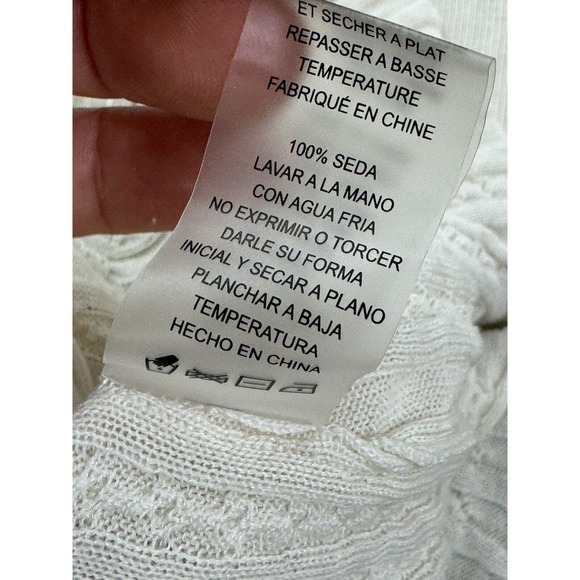 ET SECHER A PLAT
REPASSER A BASSE
TEMPERATURE
FABRIQUÉ EN CHINE
100% SEDA
LAVAR A LA MANO
CON AGUA FRIA
NO EXPRIMIR O TORCER
DARLE SU FORMA
INICIAL Y SECAR A PLANO
PLANCHAR A BAJA
TEMPERATURA
HECHO EN CHINA